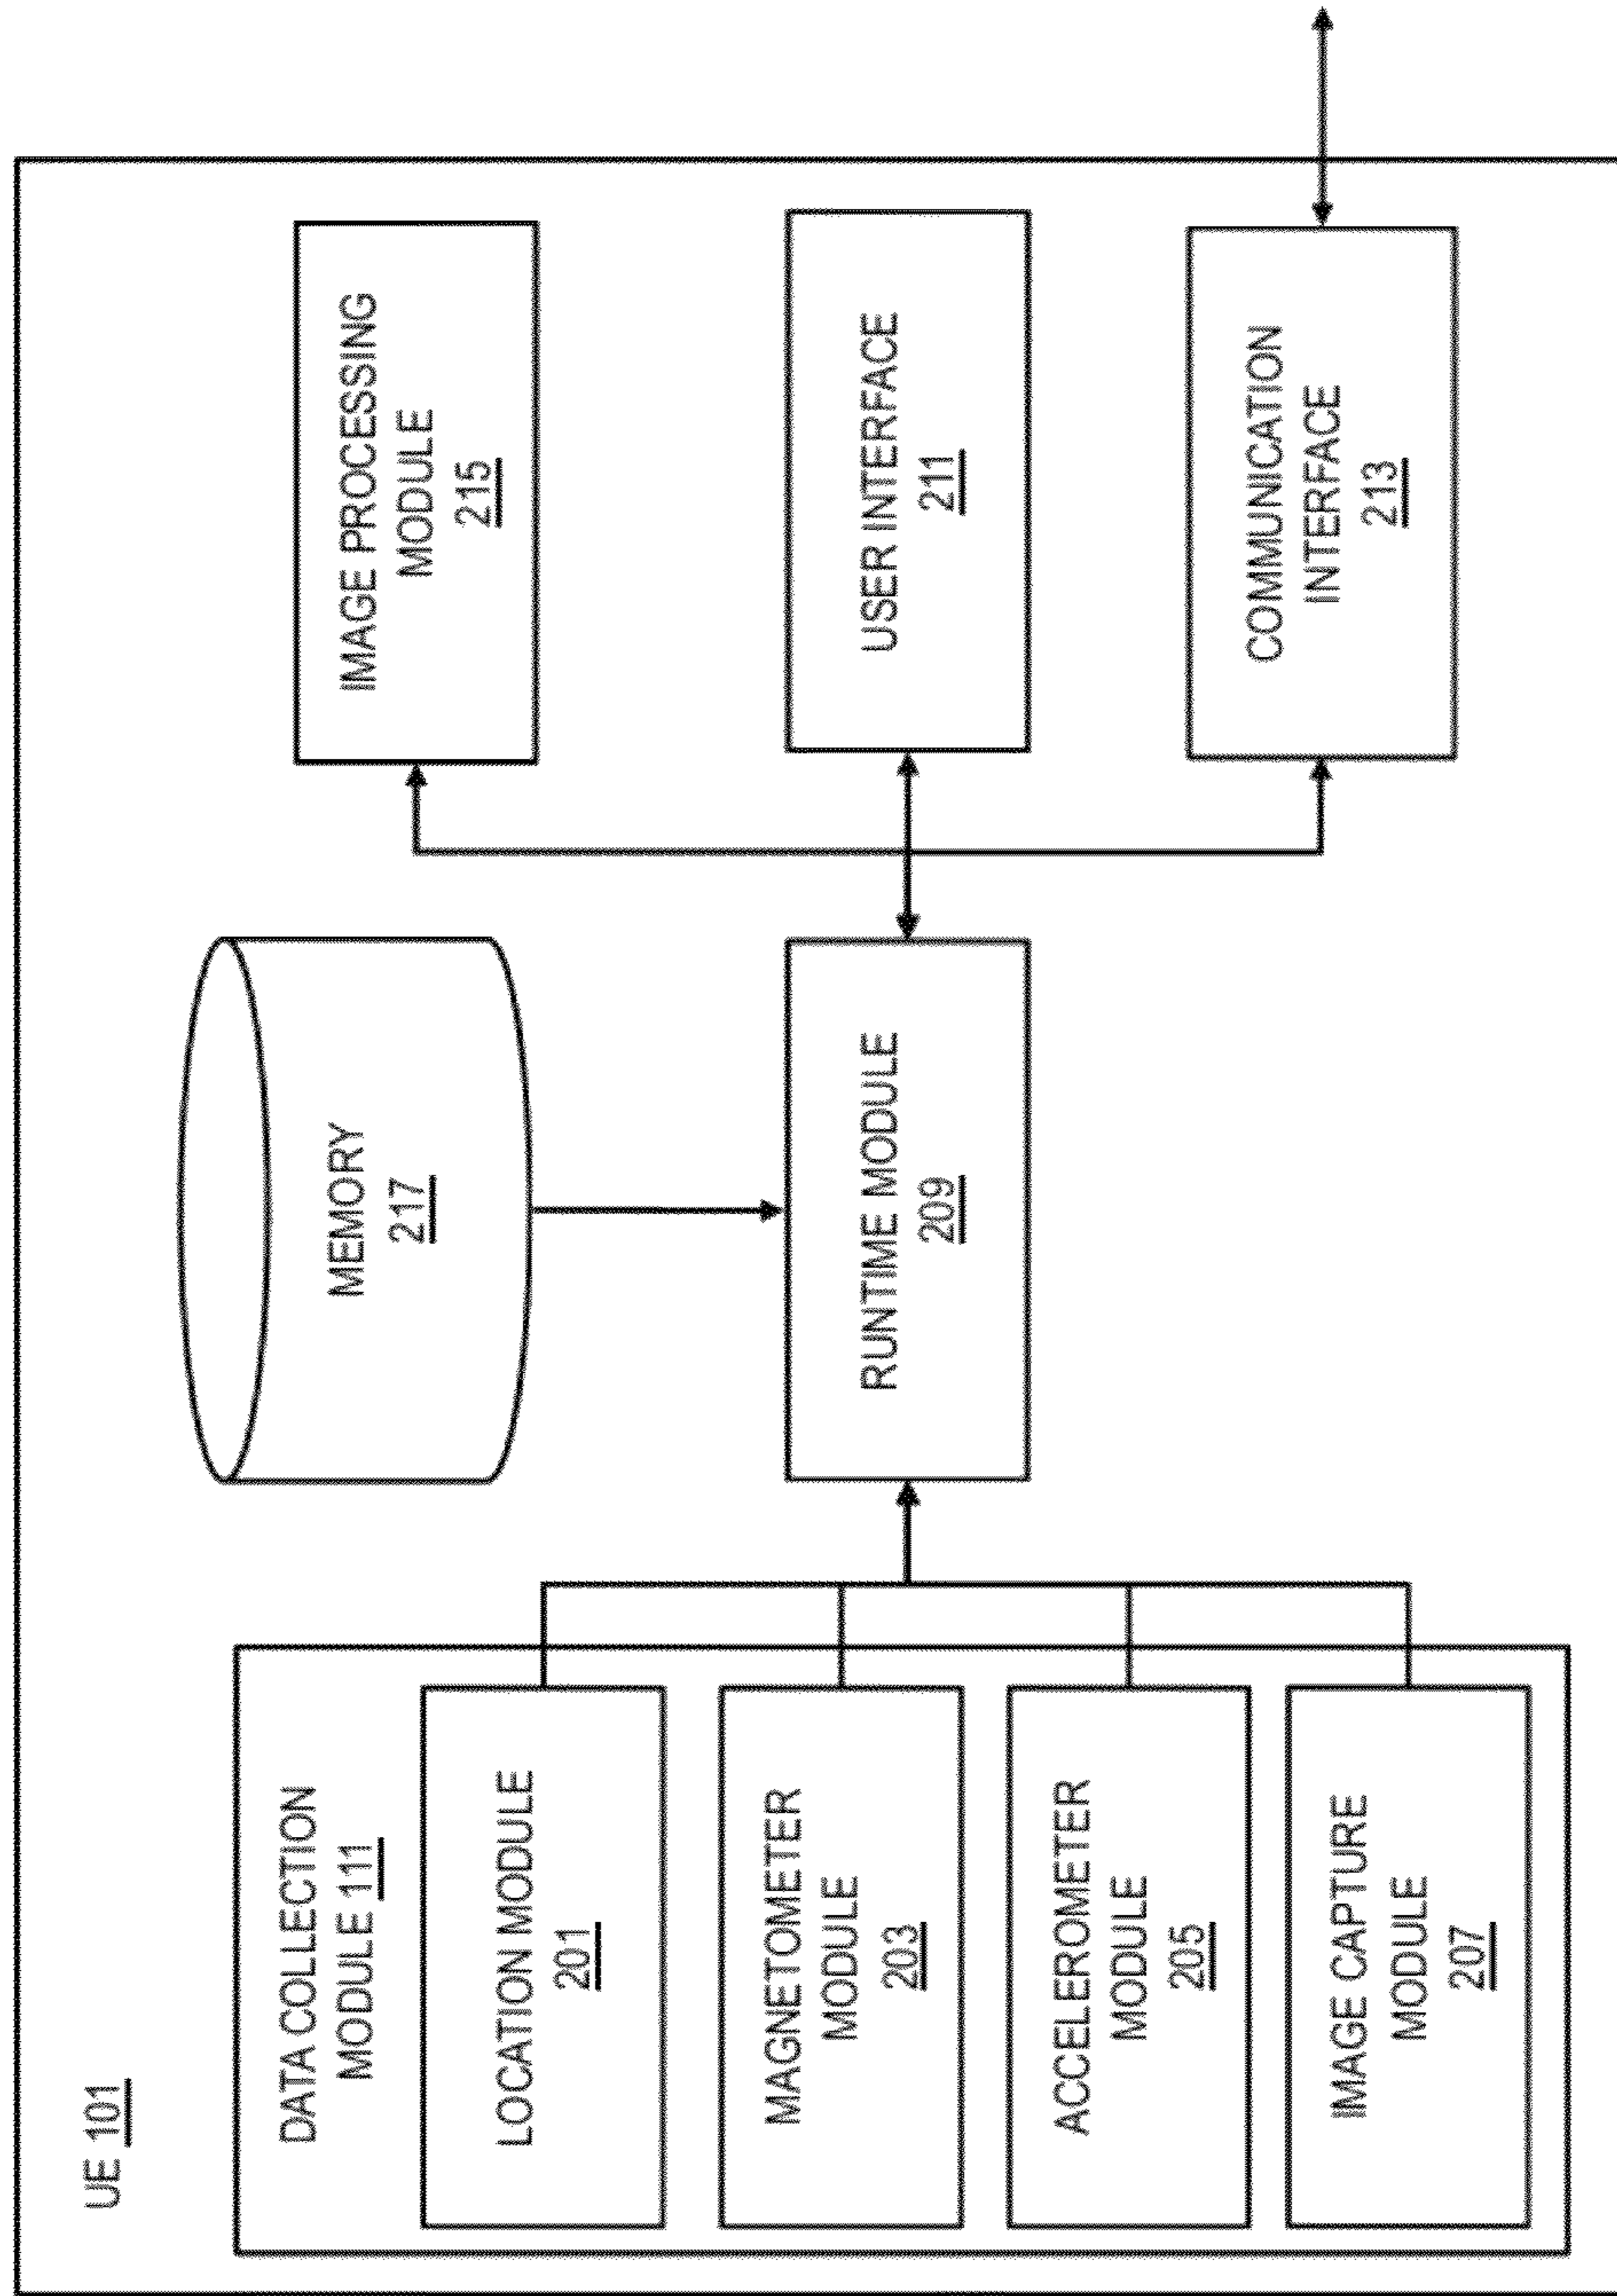 UE 101
DATA COLLECTION
MODULE 111
LOCATION MODULE
201
MAGNETOMETER
MODULE
203
ACCELEROMETER
MODULE
205
IMAGE CAPTURE
MODULE
207
MEMORY
217
RUNTIME MODULE
209
IMAGE PROCESSING
MODULE
215
USER INTERFACE
211
COMMUNICATION
INTERFACE
213